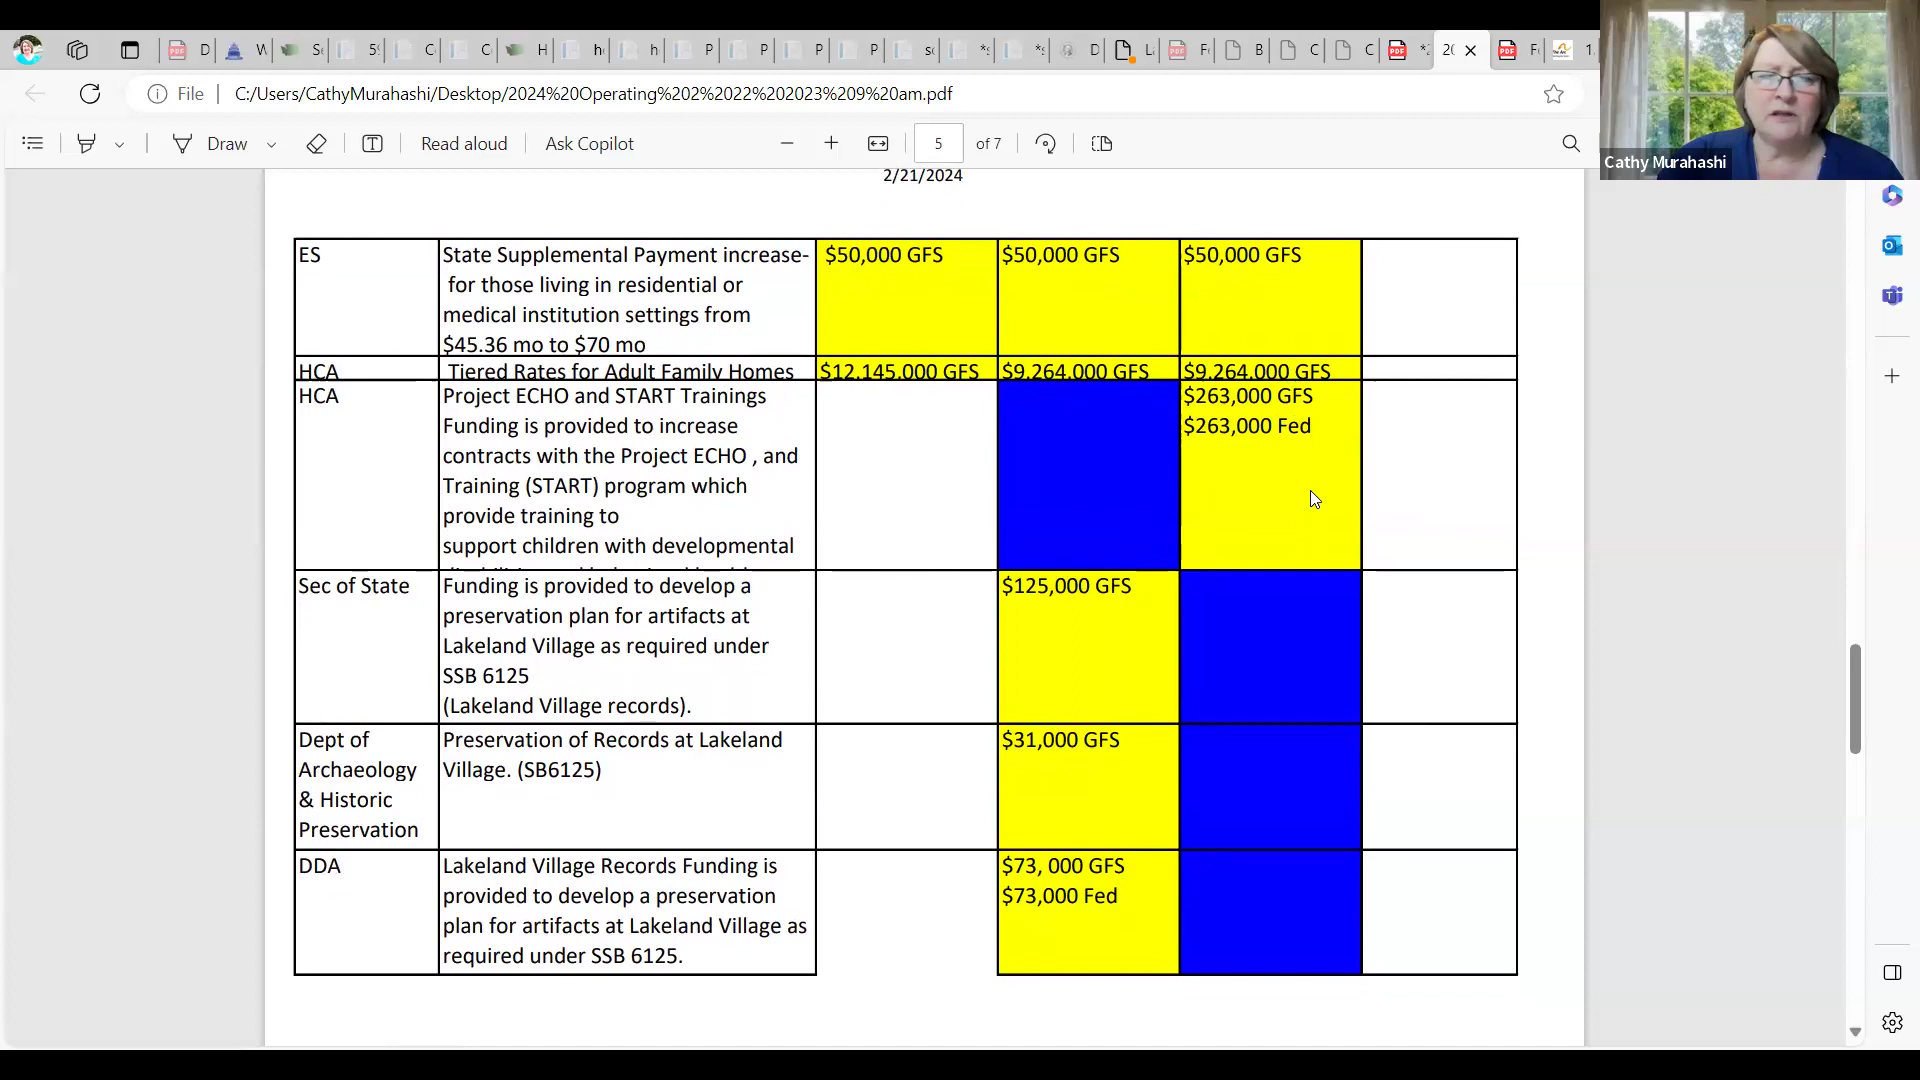 D
W
Se
59
C
C
H
h
h
P
P
P
P
sc
*s
*s
D
La
Fo
B
C
C
*2
20
Fo
1.
File
C:/Users/CathyMurahashi/Desktop/2024%20Operating%202%2022%202023%209%20am.pdf
Draw
Read aloud
Ask Copilot
5
of 7
Cathy Murahashi
2/21/2024
ES
State Supplemental Payment increase-
for those living in residential or
medical institution settings from
$45.36 mo to $70 mo
$50,000 GFS
$50,000 GFS
$50,000 GFS
HCA
Tiered Rates for Adult Family Homes
$12,145,000 GFS
$9,264,000 GFS
$9,264,000 GFS
HCA
Project ECHO and START Trainings
Funding is provided to increase
contracts with the Project ECHO , and
Training (START) program which
provide training to
support children with developmental
$263,000 GFS
$263,000 Fed
Sec of State
Funding is provided to develop a
preservation plan for artifacts at
Lakeland Village as required under
SSB 6125
(Lakeland Village records).
$125,000 GFS
Dept of
Archaeology
& Historic
Preservation
Preservation of Records at Lakeland
Village. (SB6125)
$31,000 GFS
DDA
Lakeland Village Records Funding is
provided to develop a preservation
plan for artifacts at Lakeland Village as
required under SSB 6125.
$73, 000 GFS
$73,000 Fed